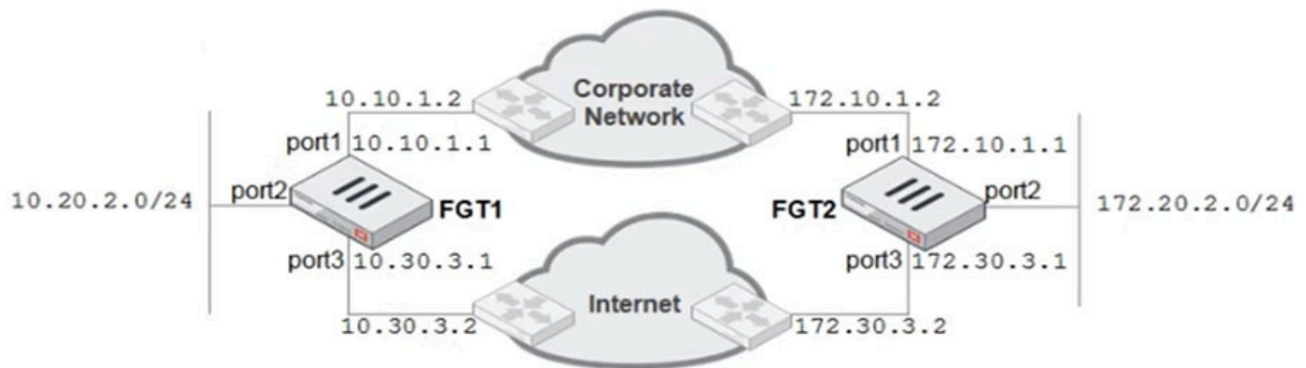 Corporate
Network
10.10.1.2
172.10.1.2
port1
10.10.1.1
port1
172.10.1.1
10.20.2.0/24
port2
FGT1
FGT2
port2
172.20.2.0/24
port3
10.30.3.1
port3
172.30.3.1
Internet
10.30.3.2
172.30.3.2